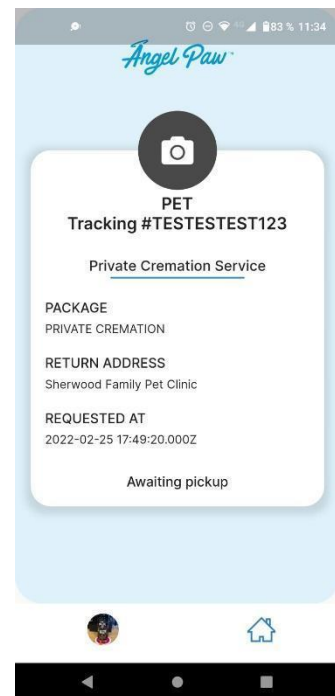 83 % 11:34
Angel Paw
PET
Tracking #TESTESTEST123
Private Cremation Service
PACKAGE
PRIVATE CREMATION
RETURN ADDRESS
Sherwood Family Pet Clinic
REQUESTED AT
2022-02-25 17:49:20.000Z
Awaiting pickup